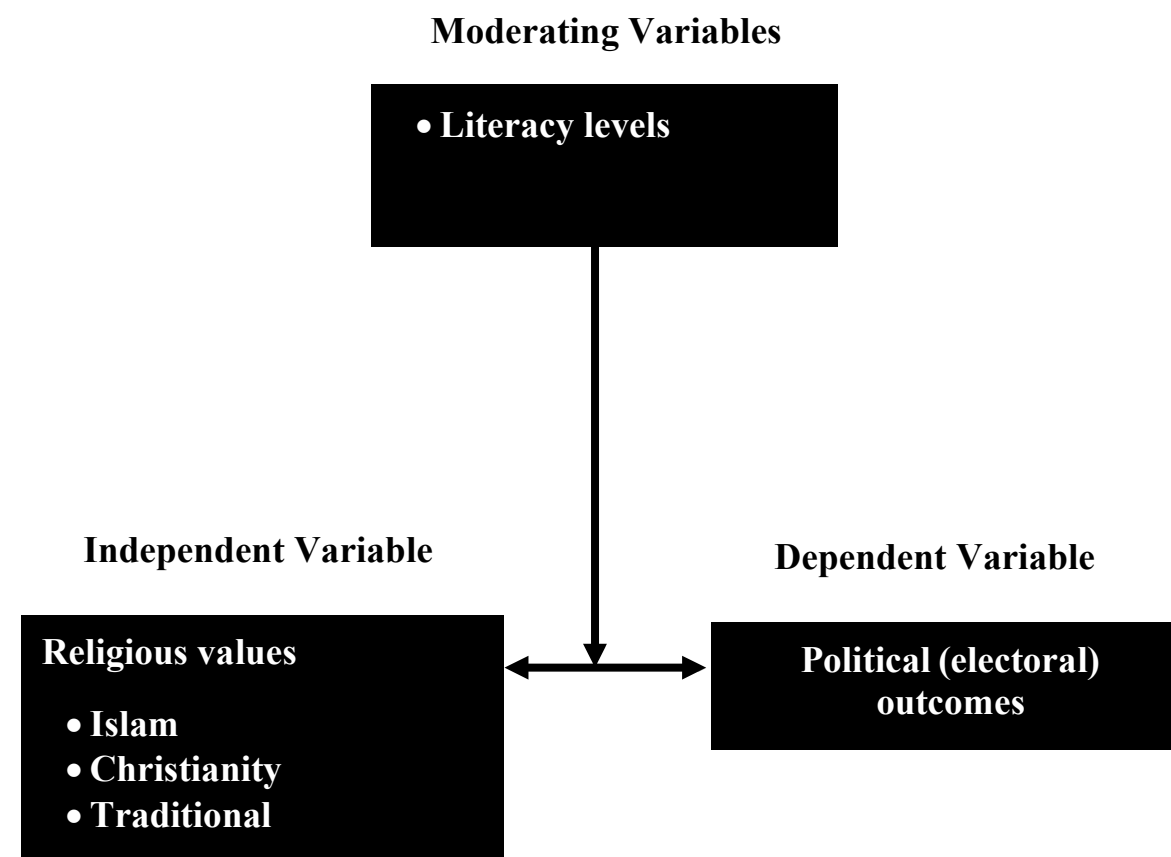 Moderating Variables
• Literacy levels
Independent Variable
Religious values
• Islam
• Christianity
• Traditional
Dependent Variable
Political (electoral)
outcomes